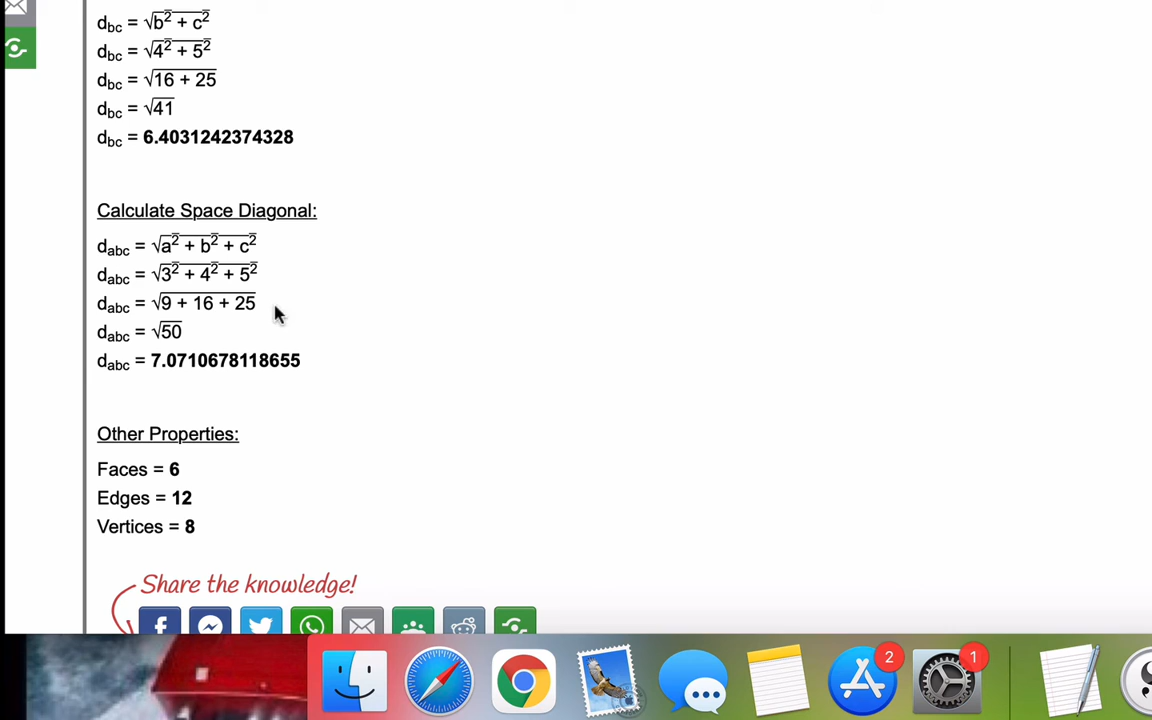 dbc = √b² + c²
dbc = √4² + 5²
dbc = √16 + 25
dbc = √41
dbc = 6.4031242374328
Calculate Space Diagonal:
dabc = √a² + b² + c²
dabc = √3² + 4² + 5²
dabc = √9 + 16 + 25
dabc = √50
dabc = 7.0710678118655
Other Properties:
Faces = 6
Edges = 12
Vertices = 8
Share the knowledge!
2
1